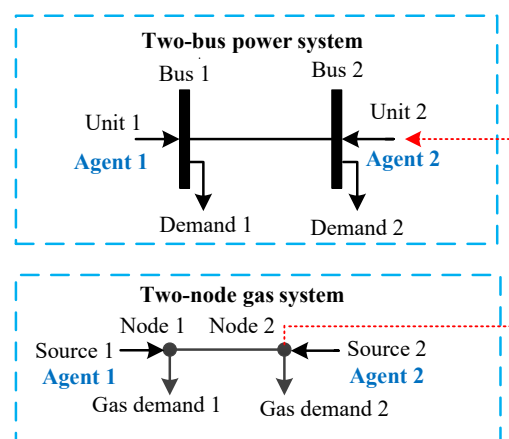 Two-bus power system
Bus 1 Bus 2
Unit 1 Unit 2
Agent 1 Agent 2
Demand 1 Demand 2
Two-node gas system
Node 1 Node 2
Source 1 Source 2
Agent 1 Agent 2
Gas demand 1 Gas demand 2